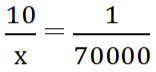 10/x = 1/70000